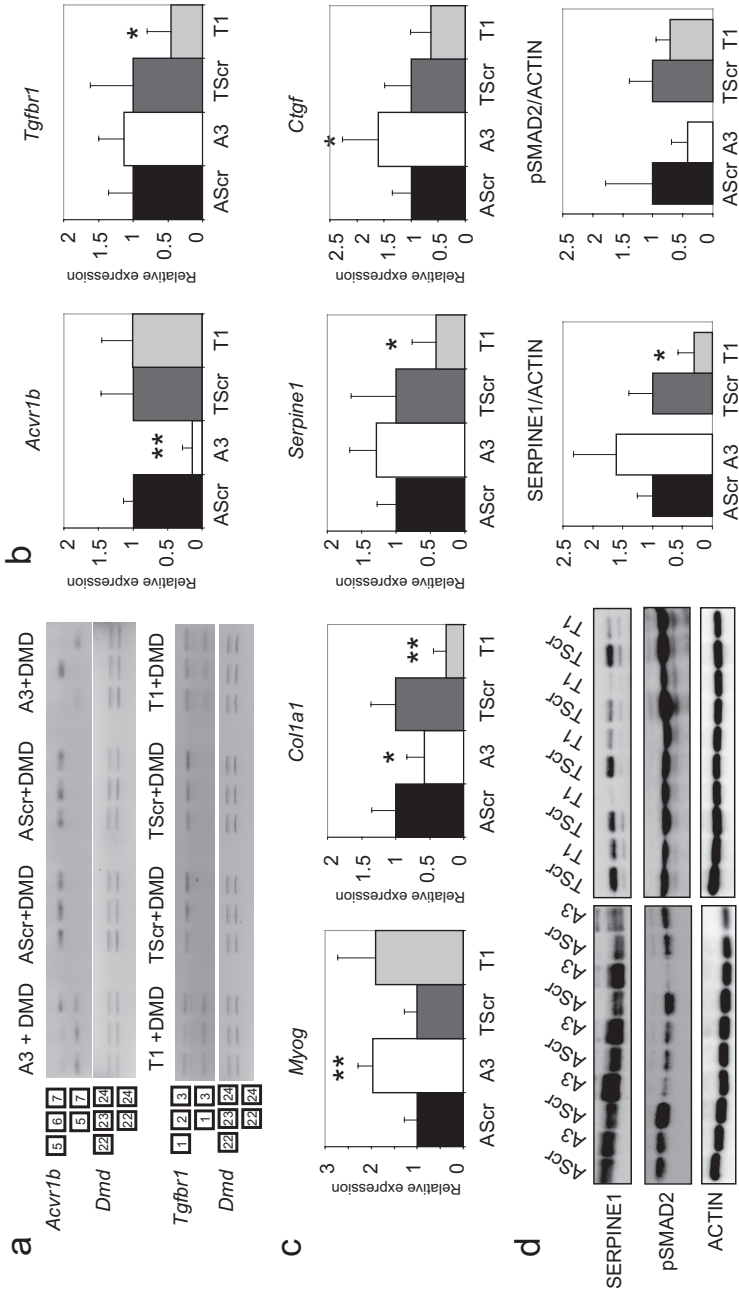 a
A3 + DMD AScr+DMD AScr+DMD A3+DMD
Acvr1b
5 6 7
5 7
Dmd
22 23 24
22 24
T1 +DMD TScr+DMD TScr+DMD T1+DMD
Tgfbr1
1 2 3
1 3
Dmd
22 23 24
22 24
b
Acvr1b
Relative expression
2
1.5
1
0.5
0
**
AScr A3 TScr T1
Tgfbr1
Relative expression
2
1.5
1
0.5
0
*
AScr A3 TScr T1
c
Myog
Relative expression
3
2
1
0
**
AScr A3 TScr T1
Col1a1
Relative expression
2
1.5
1
0.5
0
* **
AScr A3 TScr T1
Serpine1
Relative expression
2
1.5
1
0.5
0
*
AScr A3 TScr T1
Ctgf
Relative expression
2.5
2
1.5
1
0.5
0
*
AScr A3 TScr T1
d
AScr A3 AScr A3 AScr A3 AScr A3 AScr A3 TScr T1 TScr T1 TScr T1 TScr T1 TScr T1
SERPINE1
pSMAD2
ACTIN
SERPINE1/ACTIN
2.5
2
1.5
1
0.5
0
*
AScr A3 TScr T1
pSMAD2/ACTIN
2.5
2
1.5
1
0.5
0
AScr A3 TScr T1